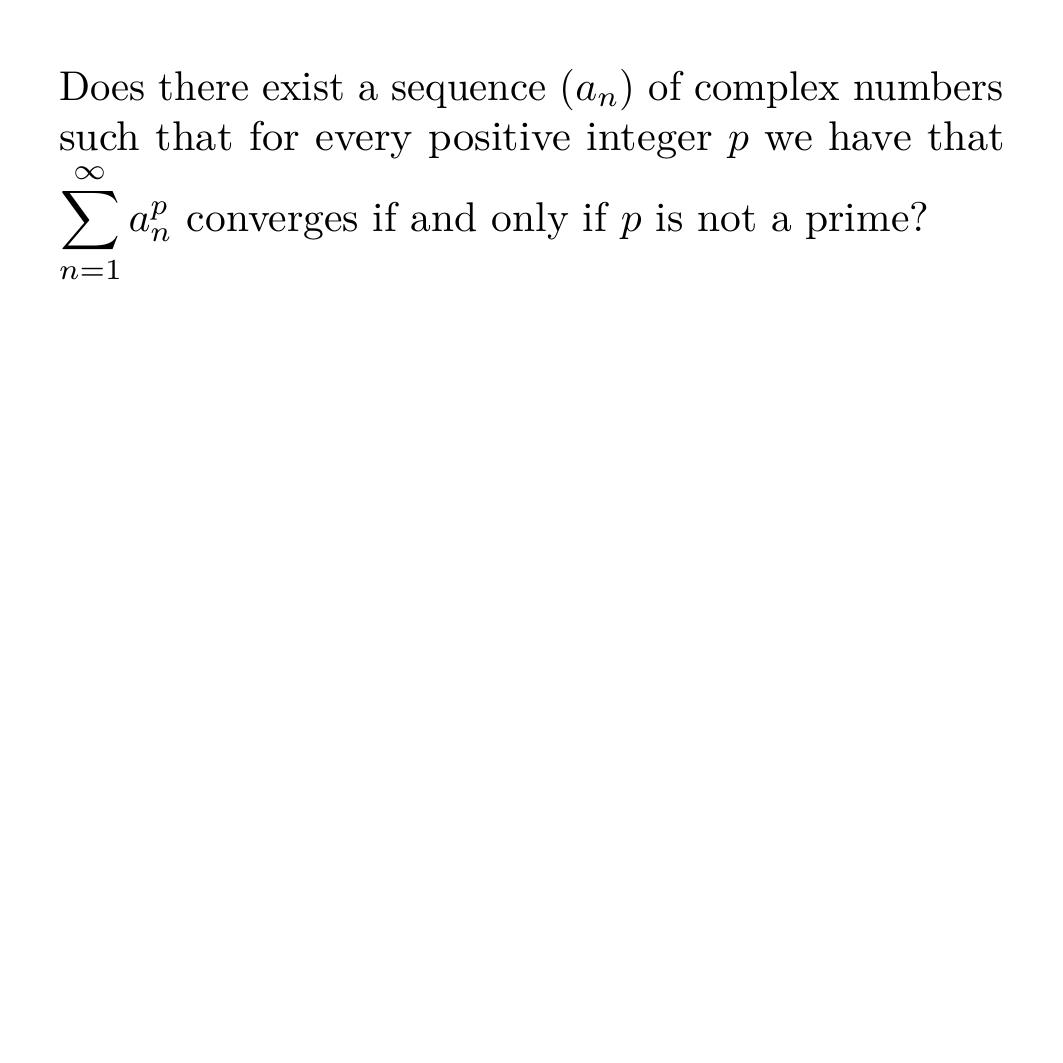 Does there exist a sequence $(a_n)$ of complex numbers
such that for every positive integer $p$ we have that
$\sum_{n=1}^{\infty} a_n^p$ converges if and only if $p$ is not a prime?